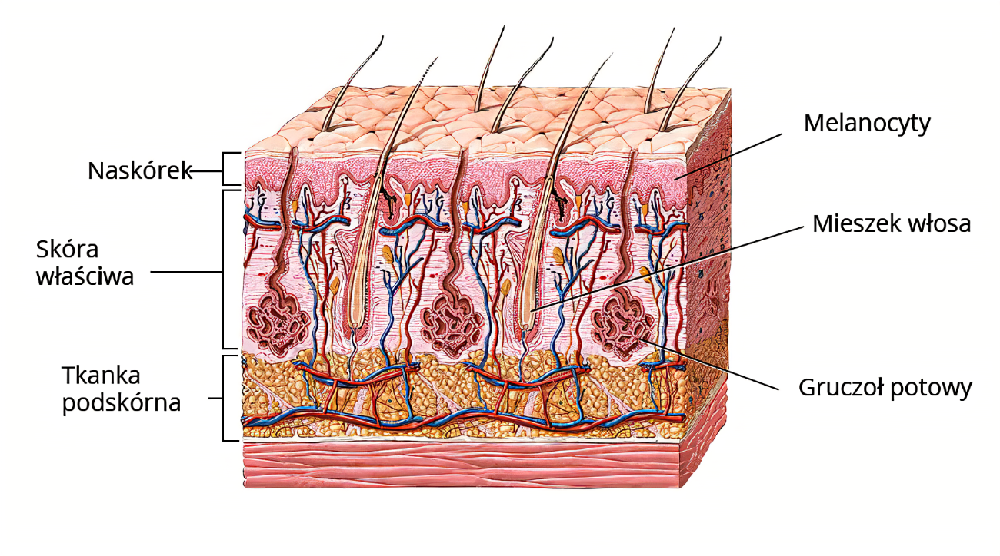 Naskórek
Skóra
właściwa
Tkanka
podskórna
Melanocyty
Mieszek włosa
Gruczoł potowy